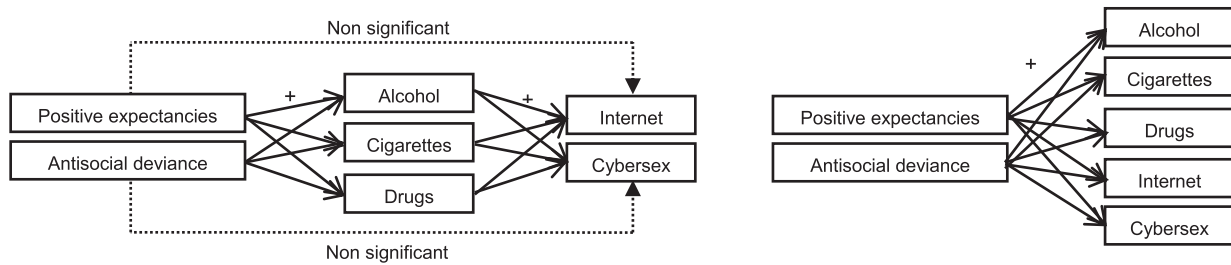 Non significant
+
+
Positive expectancies
Antisocial deviance
Alcohol
Cigarettes
Drugs
Internet
Cybersex
Non significant
+
Positive expectancies
Antisocial deviance
Alcohol
Cigarettes
Drugs
Internet
Cybersex